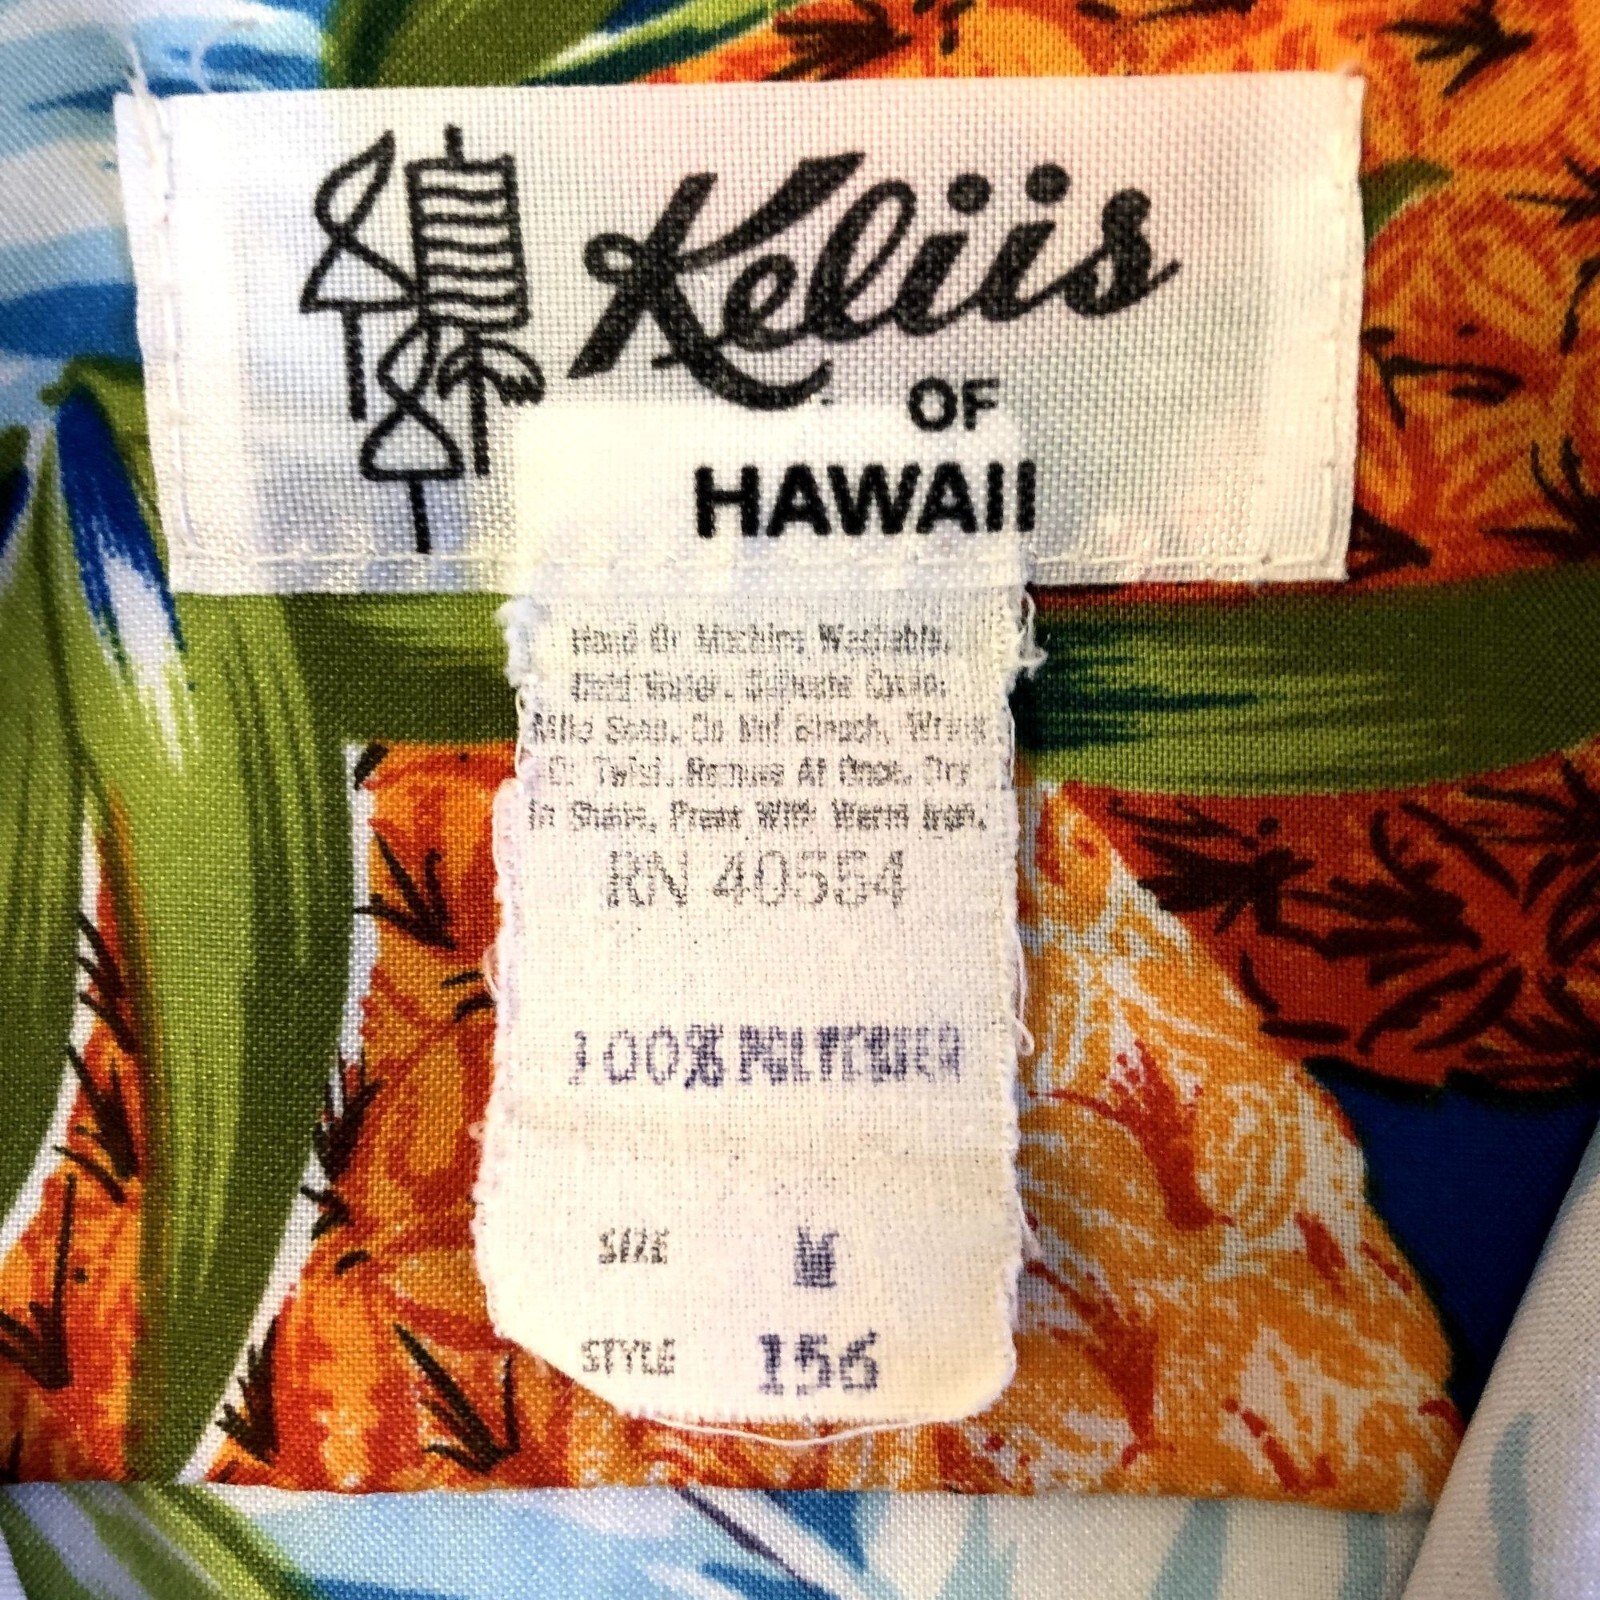 Keliis
OF
HAWAII
Hand Or Machine Washable.
Cold Water. Delicate Cycle.
Mild Soap. Do Not Bleach, Wring
Or Twist. Remove At Once. Dry
In Shade, Press With Warm Iron.
RN 40554
100% POLYESTER
SIZE M
STYLE 156